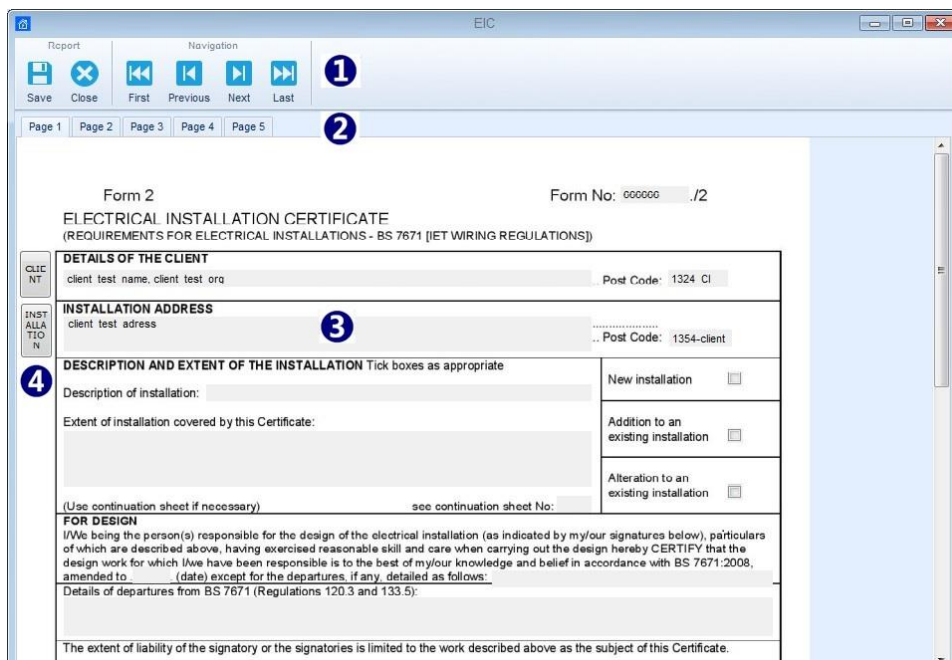 EIC
Report Navigation
Save Close First Previous Next Last
1
Page 1 Page 2 Page 3 Page 4 Page 5
2
Form 2 Form No: GGGGGG ./2
ELECTRICAL INSTALLATION CERTIFICATE
(REQUIREMENTS FOR ELECTRICAL INSTALLATIONS - BS 7671 [IET WIRING REGULATIONS])
DETAILS OF THE CLIENT
CLIE
NT
client test name, client test org .. Post Code: 1324 CI
INSTALLATION ADDRESS
INST
ALLA
TIO
N
client test adress 3 ....................
.. Post Code: 1354-client
4
DESCRIPTION AND EXTENT OF THE INSTALLATION Tick boxes as appropriate
New installation
Description of installation:
Extent of installation covered by this Certificate:
Addition to an
existing installation
Alteration to an
existing installation
(Use continuation sheet if necessary) see continuation sheet No:
FOR DESIGN
I/We being the person(s) responsible for the design of the electrical installation (as indicated by my/our signatures below), particulars
of which are described above, having exercised reasonable skill and care when carrying out the design hereby CERTIFY that the
design work for which I/we have been responsible is to the best of my/our knowledge and belief in accordance with BS 7671:2008,
amended to (date) except for the departures, if any, detailed as follows:
Details of departures from BS 7671 (Regulations 120.3 and 133.5):
The extent of liability of the signatory or the signatories is limited to the work described above as the subject of this Certificate.